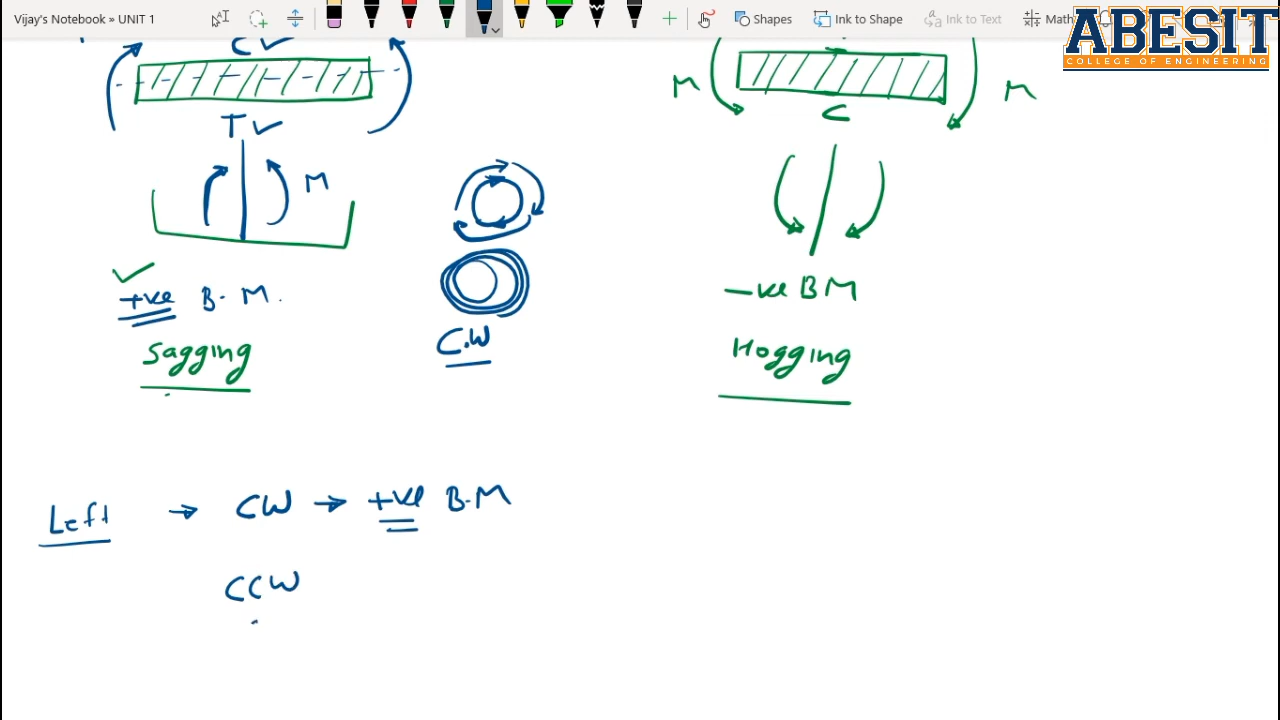 Vijay's Notebook » UNIT 1
Shapes
Ink to Shape
Ink to Text
Math
ABESIT
COLLEGE OF ENGINEERING
C
T
M
C.W
+ve B.M.
Sagging
M
M
C
-ve BM
Hogging
Left → CW → +ve B.M
CCW